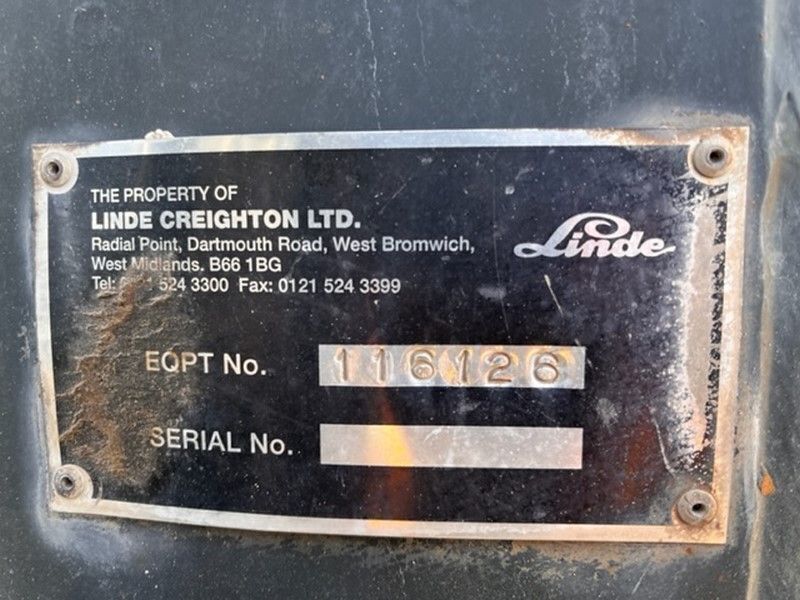 THE PROPERTY OF
LINDE CREIGHTON LTD.
Radial Point, Dartmouth Road, West Bromwich,
West Midlands. B66 1BG
Tel: 524 3300 Fax: 0121 524 3399
Linde
EQPT No. 116126
SERIAL No.